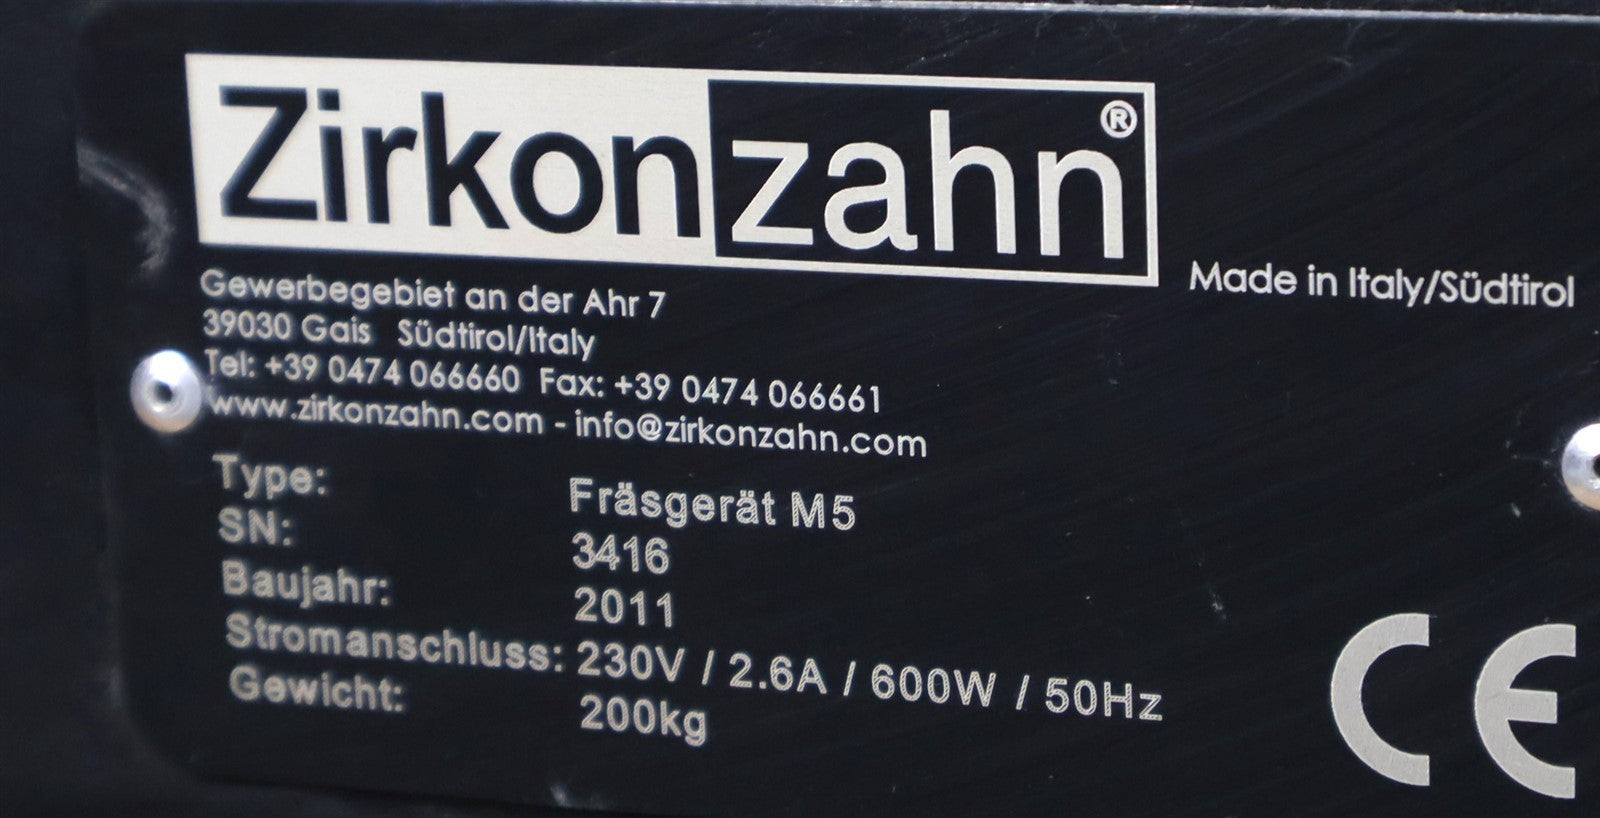 Zirkonzahn®
Made in Italy/Südtirol
Gewerbegebiet an der Ahr 7
39030 Gais Südtirol/Italy
Tel: +39 0474 066660 Fax: +39 0474 066661
www.zirkonzahn.com - info@zirkonzahn.com
Type: Fräsgerät M5
SN: 3416
Baujahr: 2011
Stromanschluss: 230V / 2.6A / 600W / 50Hz
Gewicht: 200kg
CE